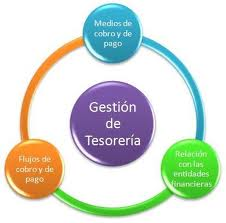 Medios de
cobro y de
pago
Gestión
de
Tesorería
Flujos de
cobro y de
pago
Relación
con las
entidades
financieras